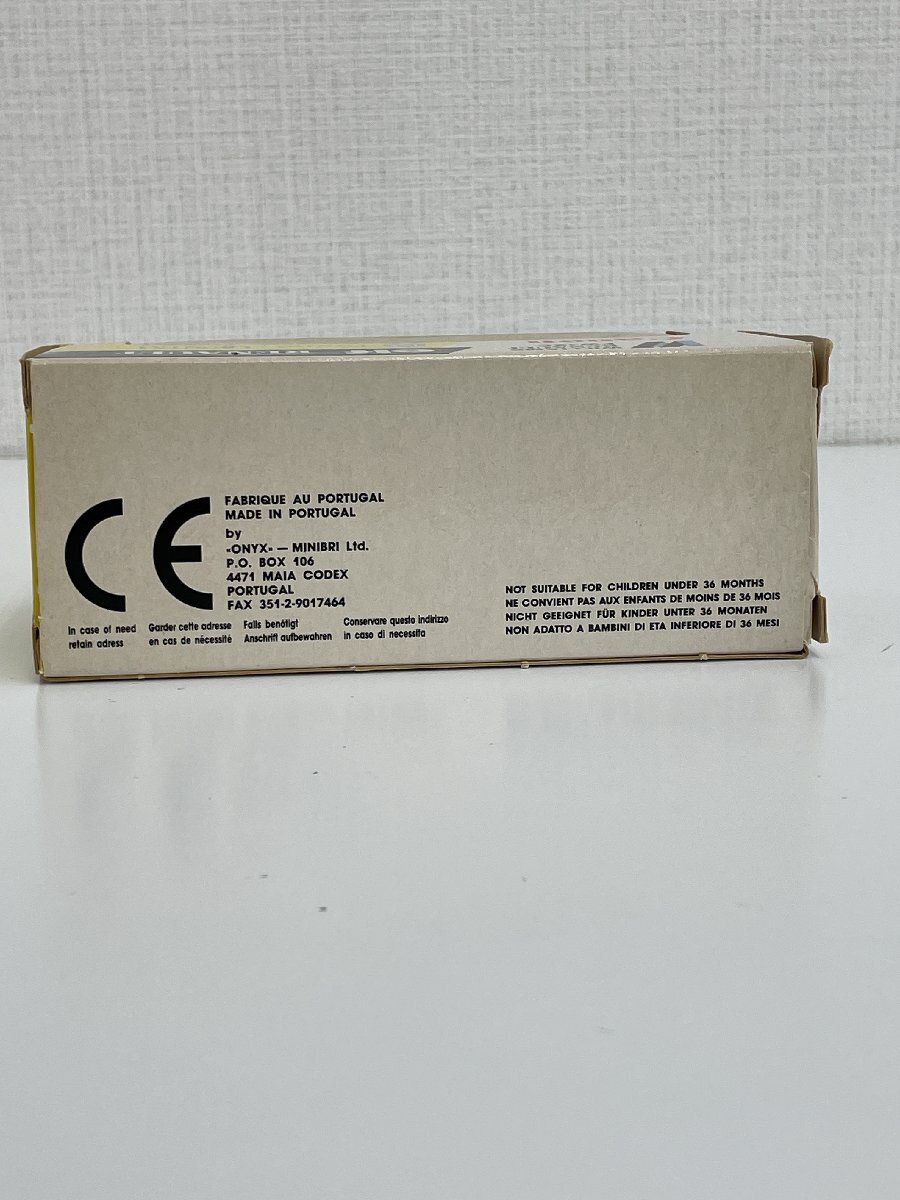 CE
FABRIQUE AU PORTUGAL
MADE IN PORTUGAL
by
«ONYX» — MINIBRI Ltd.
P.O. BOX 106
4471 MAIA CODEX
PORTUGAL
FAX 351-2-9017464
In case of need
retain adress
Garder cette adresse
en cas de nécessité
Falls benötigt
Anschrift aufbewahren
Conservare questo indirizzo
in caso di necessita
NOT SUITABLE FOR CHILDREN UNDER 36 MONTHS
NE CONVIENT PAS AUX ENFANTS DE MOINS DE 36 MOIS
NICHT GEEIGNET FÜR KINDER UNTER 36 MONATEN
NON ADATTO A BAMBINI DI ETA INFERIORE DI 36 MESI